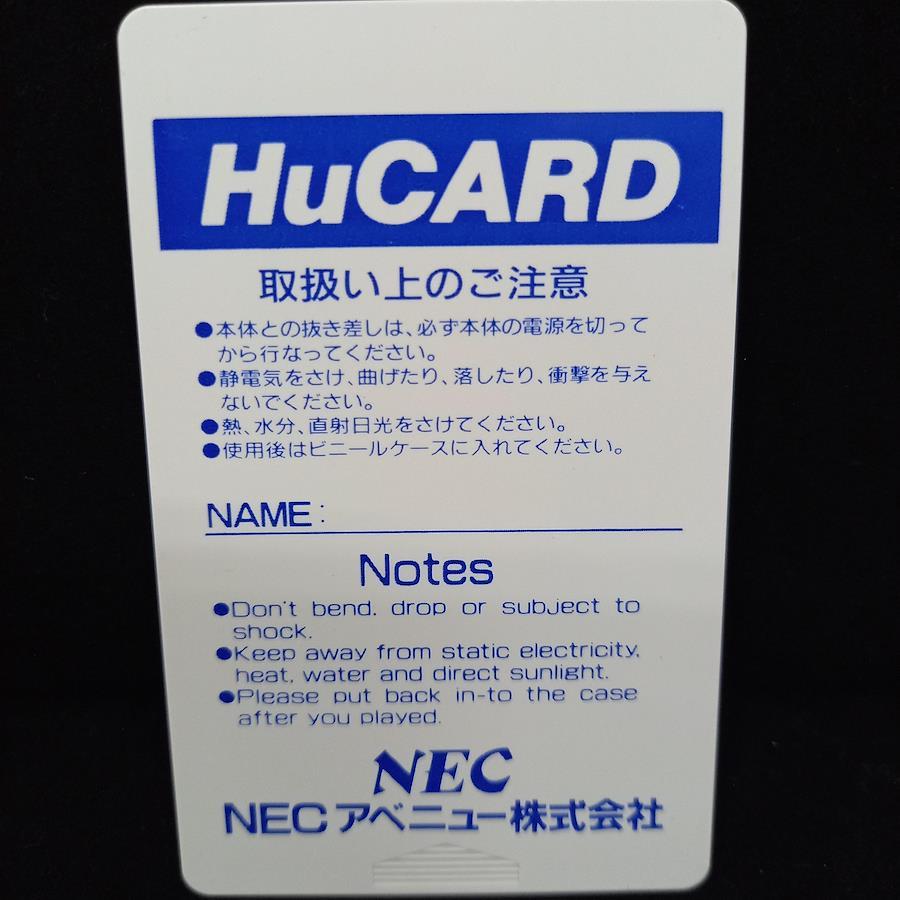 HuCARD
取扱い上のご注意
●本体との抜き差しは、必ず本体の電源を切って
から行なってください。
●静電気をさけ、曲げたり、落したり、衝撃を与え
ないでください。
●熱、水分、直射日光をさけてください。
●使用後はビニールケースに入れてください。
NAME:
Notes
●Don't bend. drop or subject to
shock.
●Keep away from static electricity,
heat, water and direct sunlight.
●Please put back in-to the case
after you played.
NEC
NECアベニュー株式会社